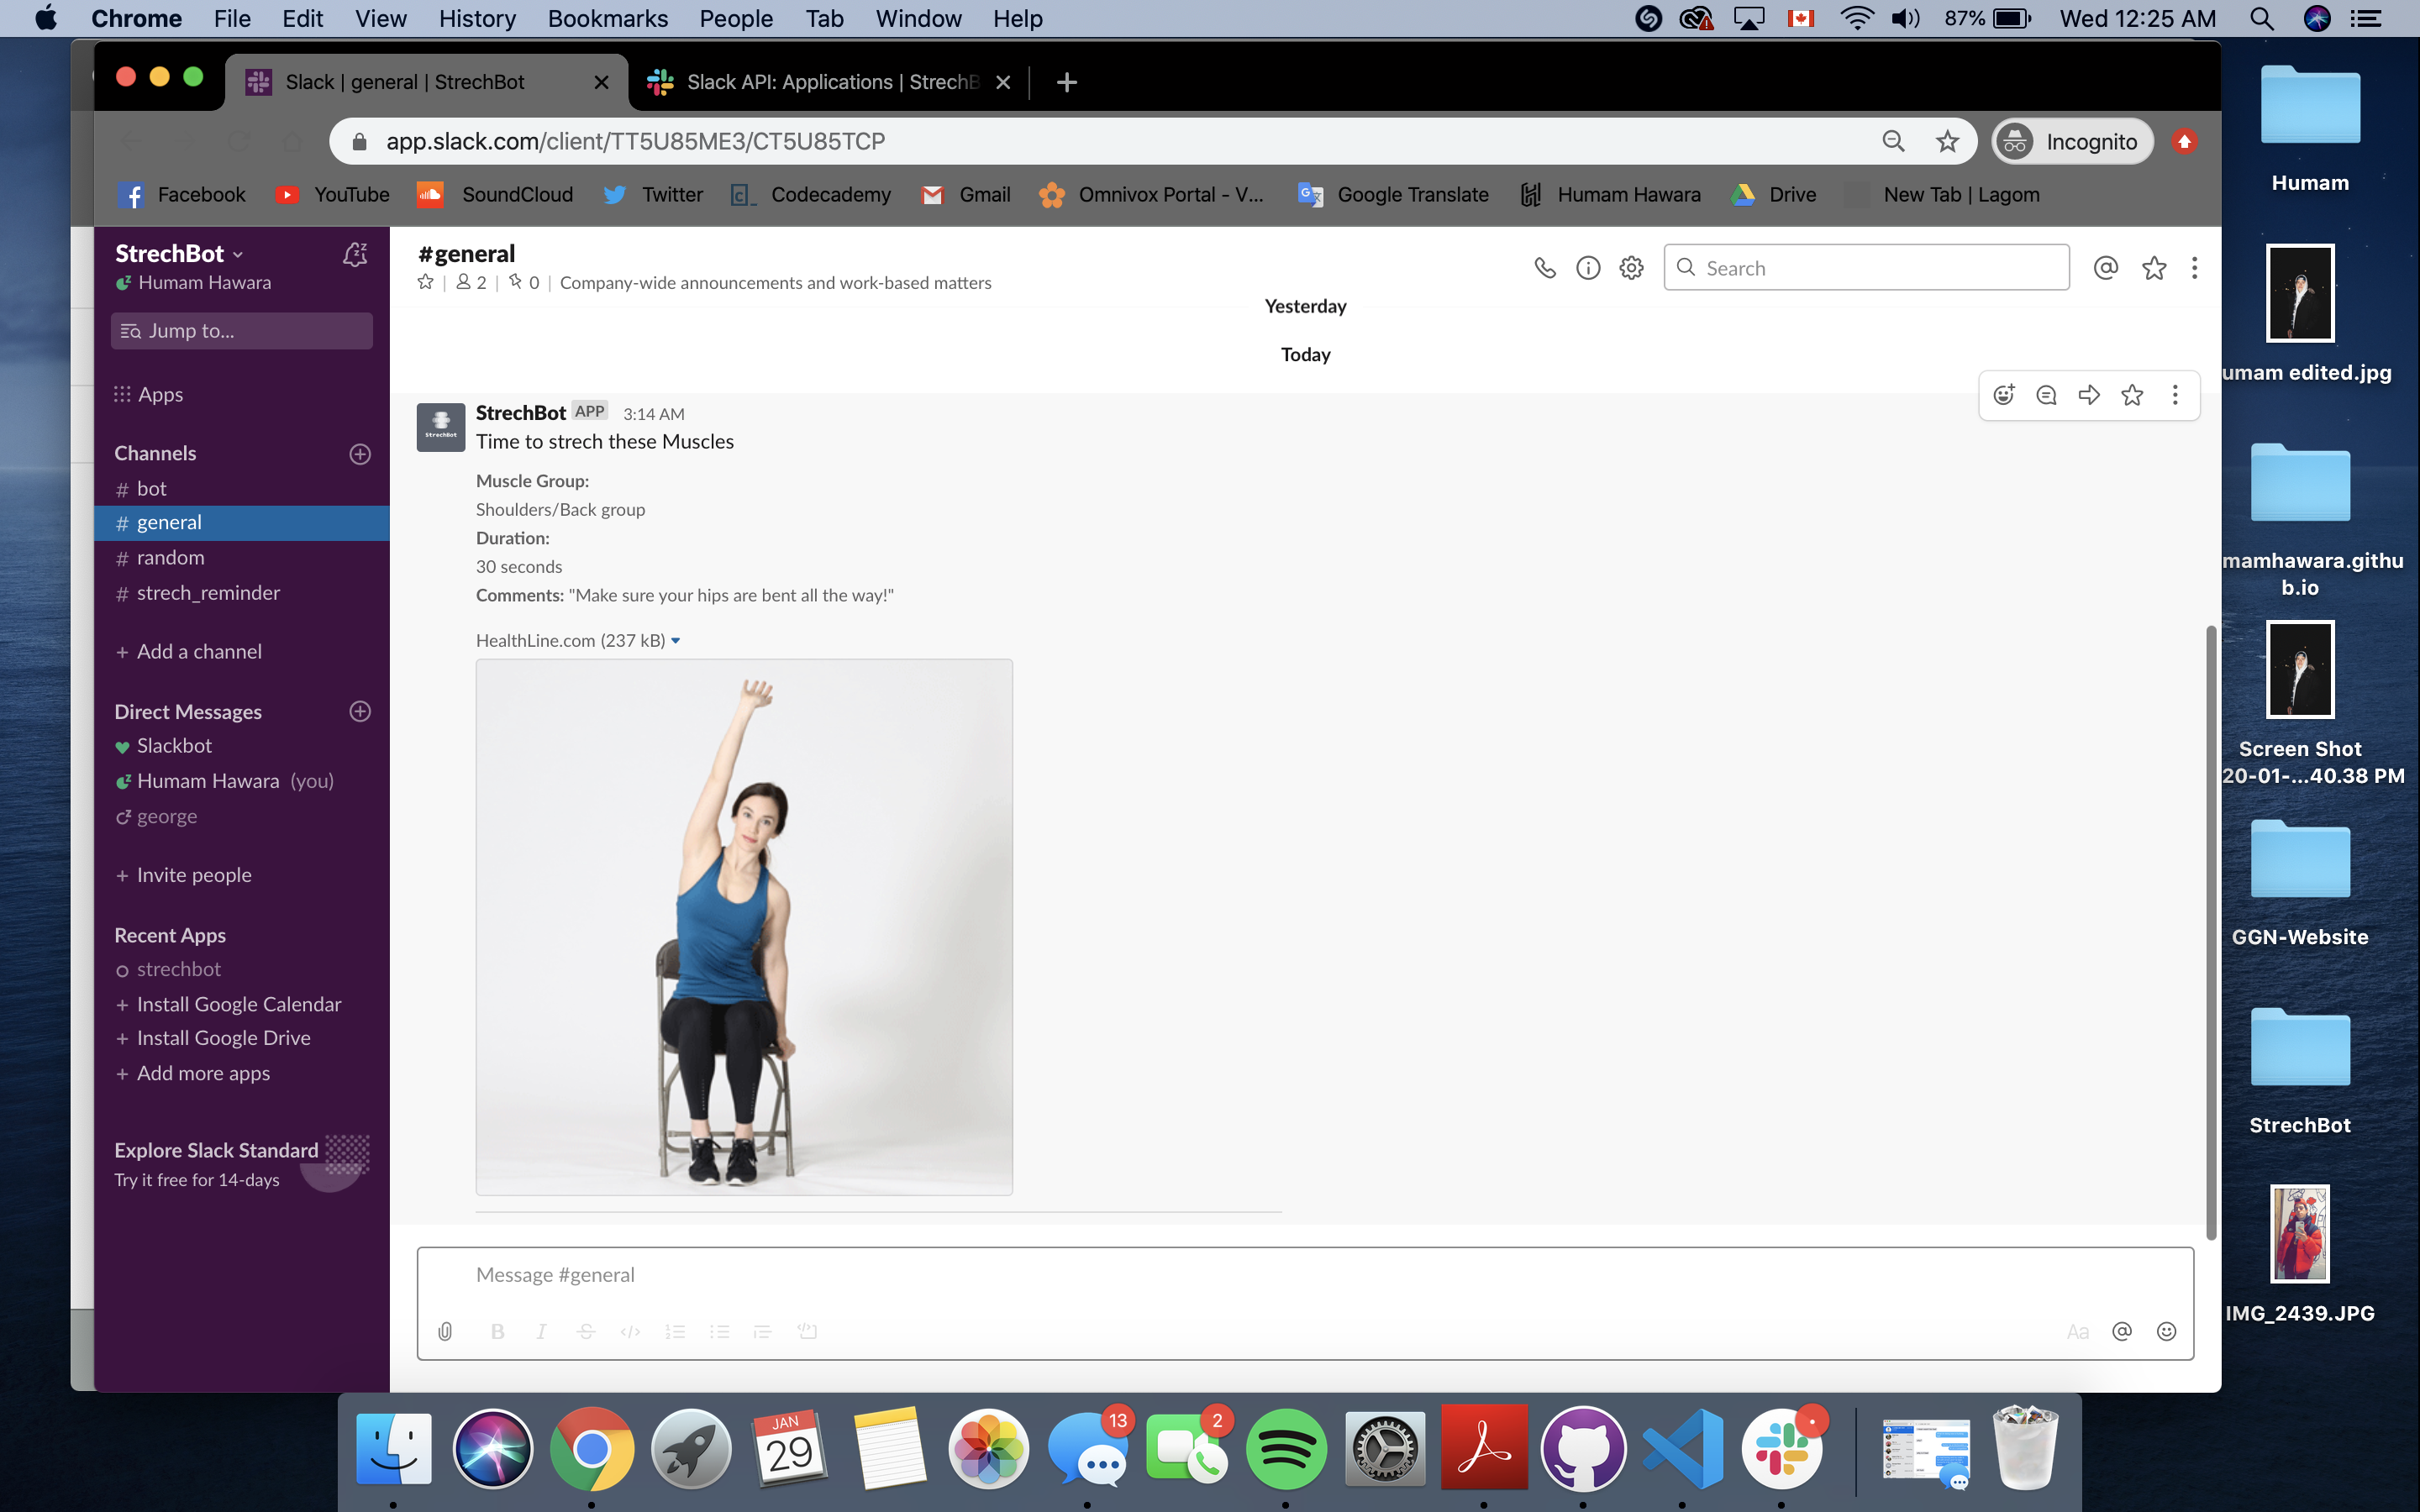 Chrome File Edit View History Bookmarks People Tab Window Help 87% Wed 12:25 AM
Slack | general | StrechBot Slack API: Applications | StrechB
app.slack.com/client/TT5U85ME3/CT5U85TCP Incognito
Facebook YouTube SoundCloud Twitter Codecademy Gmail Omnivox Portal - V... Google Translate Humam Hawara Drive New Tab | Lagom
StrechBot
Humam Hawara
Jump to...
Apps
Channels
# bot
# general
# random
# strech_reminder
+ Add a channel
Direct Messages
Slackbot
Humam Hawara (you)
george
+ Invite people
Recent Apps
strechbot
+ Install Google Calendar
+ Install Google Drive
+ Add more apps
Explore Slack Standard
Try it free for 14-days
#general
2 | 0 | Company-wide announcements and work-based matters
Search
Yesterday
Today
StrechBot
StrechBot APP 3:14 AM
Time to strech these Muscles
Muscle Group:
Shoulders/Back group
Duration:
30 seconds
Comments: "Make sure your hips are bent all the way!"
HealthLine.com (237 kB)
Message #general
B I S </> Aa @
Humam
umam edited.jpg
mamhawara.githu
b.io
Screen Shot
20-01-...40.38 PM
GGN-Website
StrechBot
IMG_2439.JPG
JAN
29
13
2